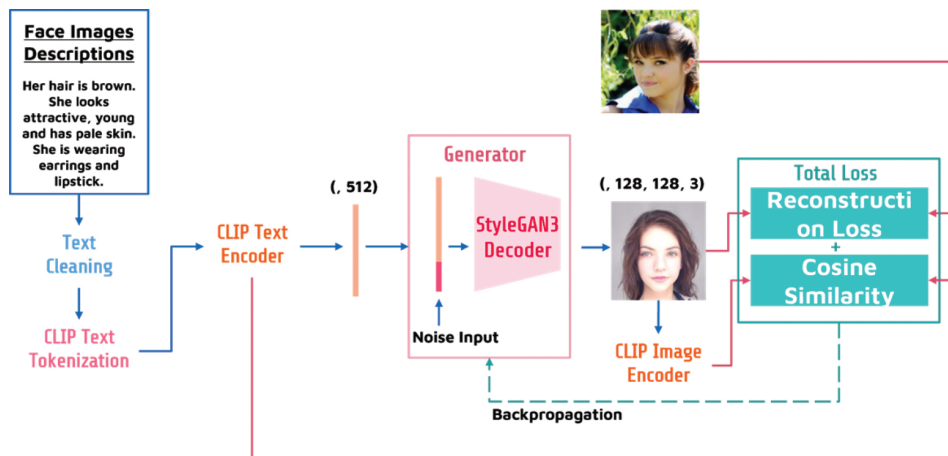 Face Images
Descriptions
Her hair is brown.
She looks
attractive, young
and has pale skin.
She is wearing
earrings and
lipstick.
Text
Cleaning
CLIP Text
Tokenization
CLIP Text
Encoder
(, 512)
Generator
StyleGAN3
Decoder
Noise Input
(, 128, 128, 3)
CLIP Image
Encoder
Total Loss
Reconstructi
on Loss
+
Cosine
Similarity
Backpropagation